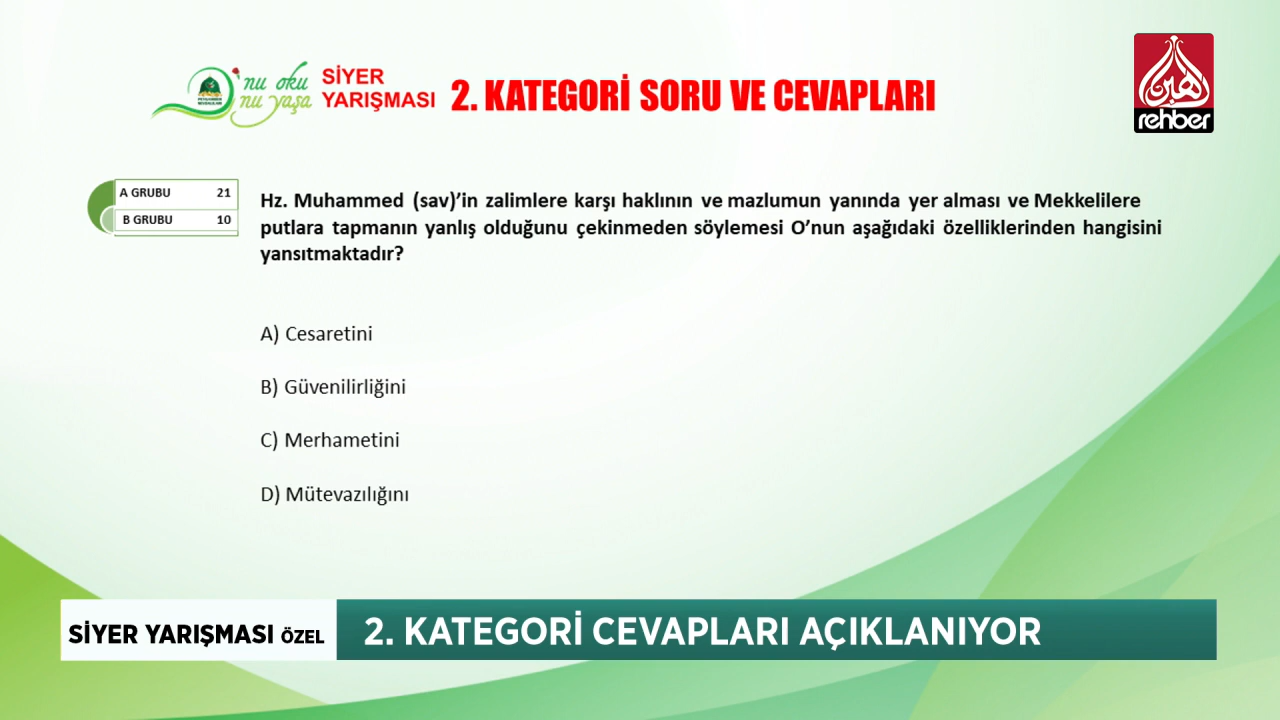 O'nu oku
nu yaşa
SİYER
YARIŞMASI
2. KATEGORİ SORU VE CEVAPLARI
rehber
A GRUBU 21
B GRUBU 10
Hz. Muhammed (sav)’in zalimlere karşı haklının ve mazlumun yanında yer alması ve Mekkelilere
putlara tapmanın yanlış olduğunu çekinmeden söylemesi O’nun aşağıdaki özelliklerinden hangisini
yansıtmaktadır?
A) Cesaretini
B) Güvenilirliğini
C) Merhametini
D) Mütevazılığını
SİYER YARIŞMASI ÖZEL
2. KATEGORİ CEVAPLARI AÇIKLANIYOR